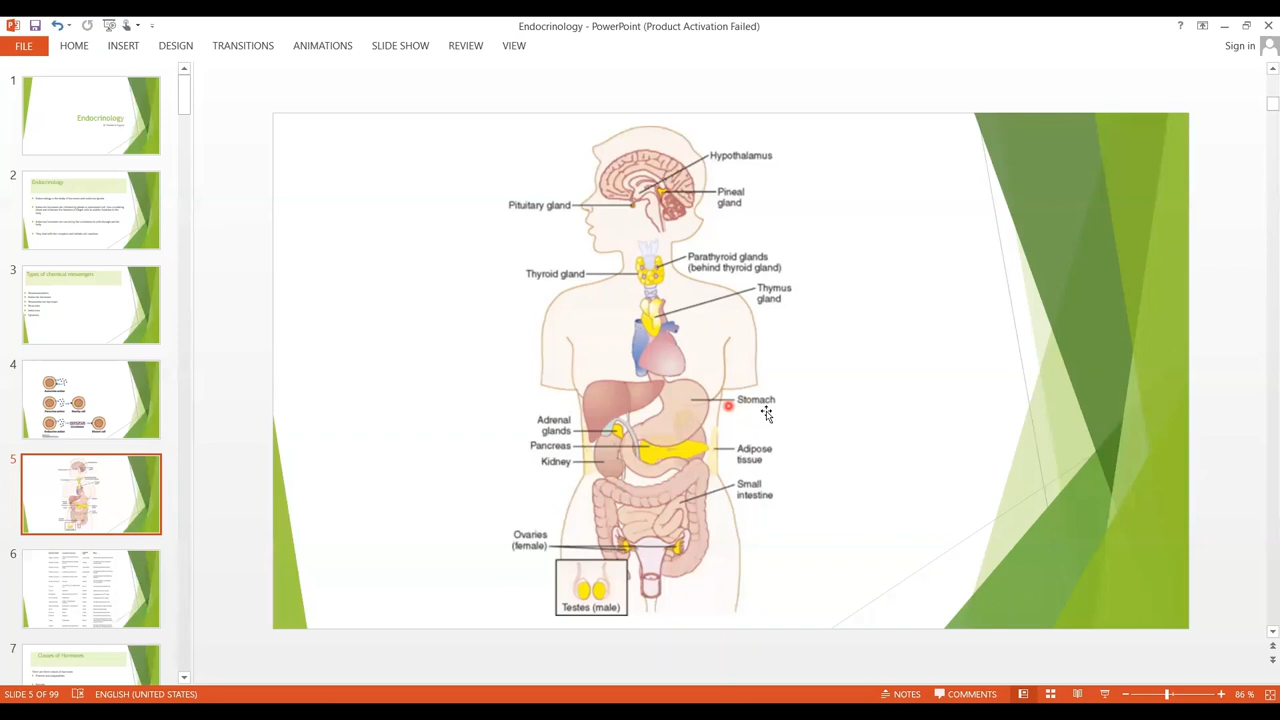 Endocrinology - PowerPoint (Product Activation Failed)
?
FILE HOME INSERT DESIGN TRANSITIONS ANIMATIONS SLIDE SHOW REVIEW VIEW
Sign in
1
Endocrinology
2
Endocrinology
3
Types of chemical messengers
4
5
6
7
Classes of Hormones
Hypothalamus
Pineal
gland
Pituitary gland
Parathyroid glands
(behind thyroid gland)
Thyroid gland
Thymus
gland
Stomach
Adrenal
glands
Pancreas
Kidney
Adipose
tissue
Small
intestine
Ovaries
(female)
Testes (male)
SLIDE 5 OF 99
ENGLISH (UNITED STATES)
NOTES
COMMENTS
86 %